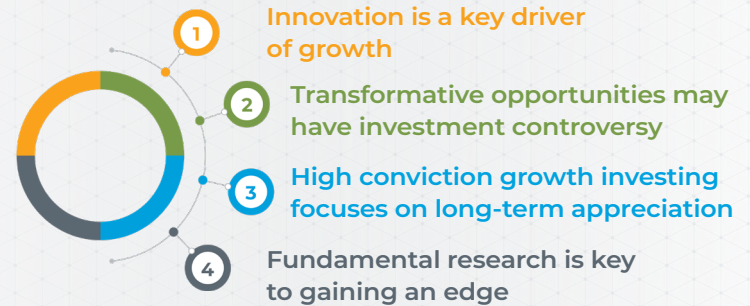 1
Innovation is a key driver
of growth
2
Transformative opportunities may
have investment controversy
3
High conviction growth investing
focuses on long-term appreciation
4
Fundamental research is key
to gaining an edge